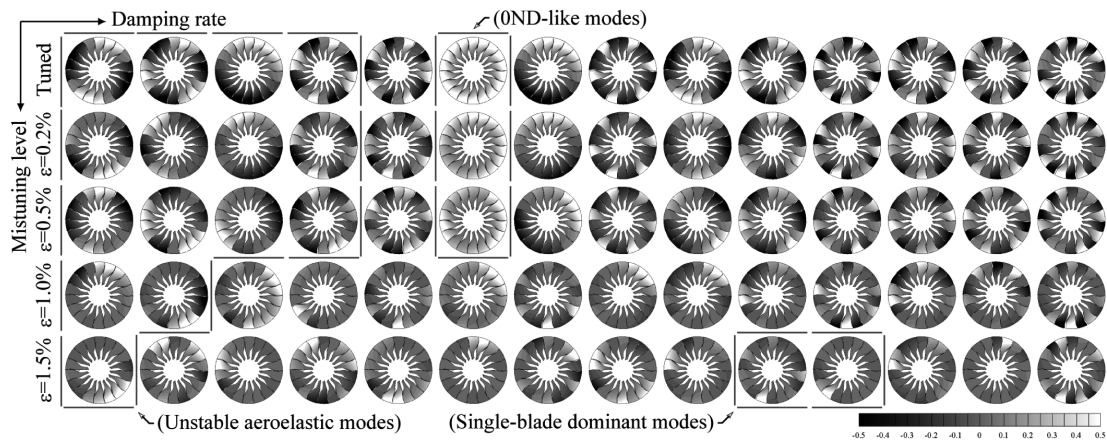 Damping rate
(0ND-like modes)
Mistuning level
Tuned
ε=0.2%
ε=0.5%
ε=1.0%
ε=1.5%
(Unstable aeroelastic modes)
(Single-blade dominant modes)
-0.5 -0.4 -0.3 -0.2 -0.1 0 0.1 0.2 0.3 0.4 0.5